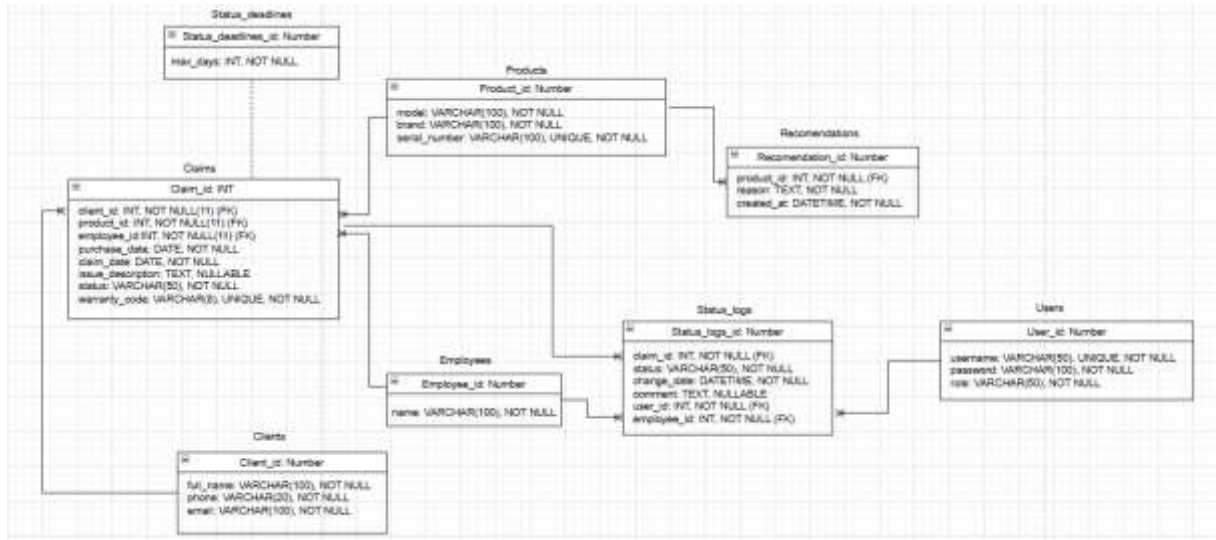 Status_deadlines
Status_deadlines_id: Number
max_days: INT, NOT NULL
Products
Product_id: Number
model: VARCHAR(100), NOT NULL
brand: VARCHAR(100), NOT NULL
serial_number: VARCHAR(100), UNIQUE, NOT NULL
Recomendations
Recomendation_id: Number
product_id: INT, NOT NULL (FK)
reason: TEXT, NOT NULL
created_at: DATETIME, NOT NULL
Claims
Claim_id: INT
client_id: INT, NOT NULL(11) (FK)
product_id: INT, NOT NULL(11) (FK)
employee_id:INT, NOT NULL(11) (FK)
purchase_date: DATE, NOT NULL
claim_date: DATE, NOT NULL
issue_description: TEXT, NULLABLE
status: VARCHAR(50), NOT NULL
warranty_code: VARCHAR(8), UNIQUE, NOT NULL
Status_logs
Status_logs_id: Number
claim_id: INT, NOT NULL (FK)
status: VARCHAR(50), NOT NULL
change_date: DATETIME, NOT NULL
comment: TEXT, NULLABLE
user_id: INT, NOT NULL (FK)
employee_id: INT, NOT NULL (FK)
Users
User_id: Number
username: VARCHAR(50), UNIQUE, NOT NULL
password: VARCHAR(100), NOT NULL
role: VARCHAR(50), NOT NULL
Employees
Employee_id: Number
name: VARCHAR(100), NOT NULL
Clients
Client_id: Number
full_name: VARCHAR(100), NOT NULL
phone: VARCHAR(20), NOT NULL
email: VARCHAR(100), NOT NULL